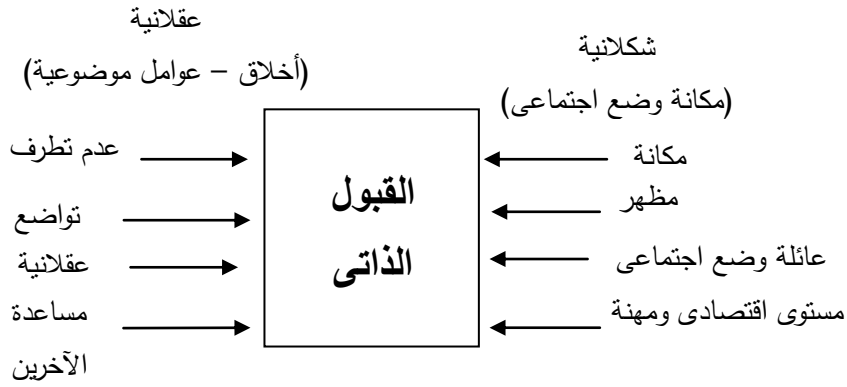 عقلانية
(أخلاق – عوامل موضوعية)
شكلانية
(مكانة وضع اجتماعى)
القبول
الذاتى
مكانة
مظهر
عائلة وضع اجتماعى
مستوى اقتصادى ومهنة
عدم تطرف
تواضع
عقلانية
مساعدة
الآخرين